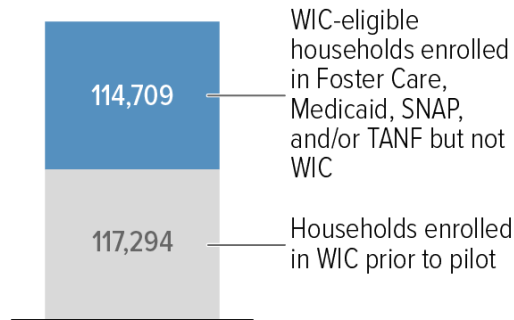 WIC-eligible
households enrolled
in Foster Care,
Medicaid, SNAP,
and/or TANF but not
WIC
114,709
Households enrolled
in WIC prior to pilot
117,294